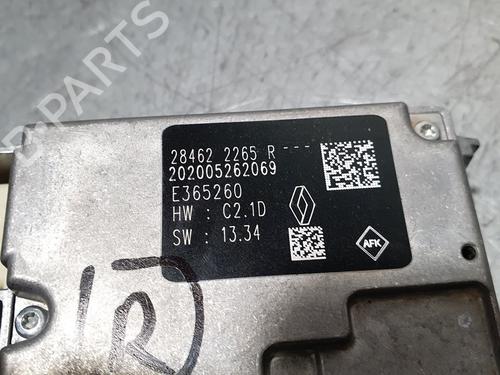 D-PARTS
28462 2265 R ---
202005262069
E365260
HW : C2.1D
SW : 13.34
AFK
(R)